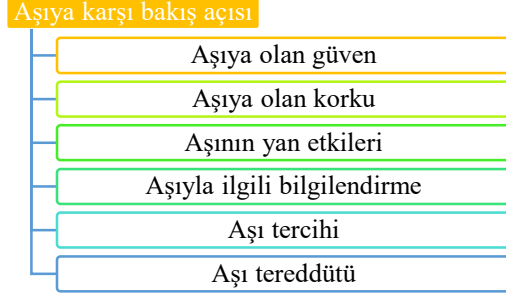 Aşıya karşı bakış açısı
Aşıya olan güven
Aşıya olan korku
Aşının yan etkileri
Aşıyla ilgili bilgilendirme
Aşı tercihi
Aşı tereddütü